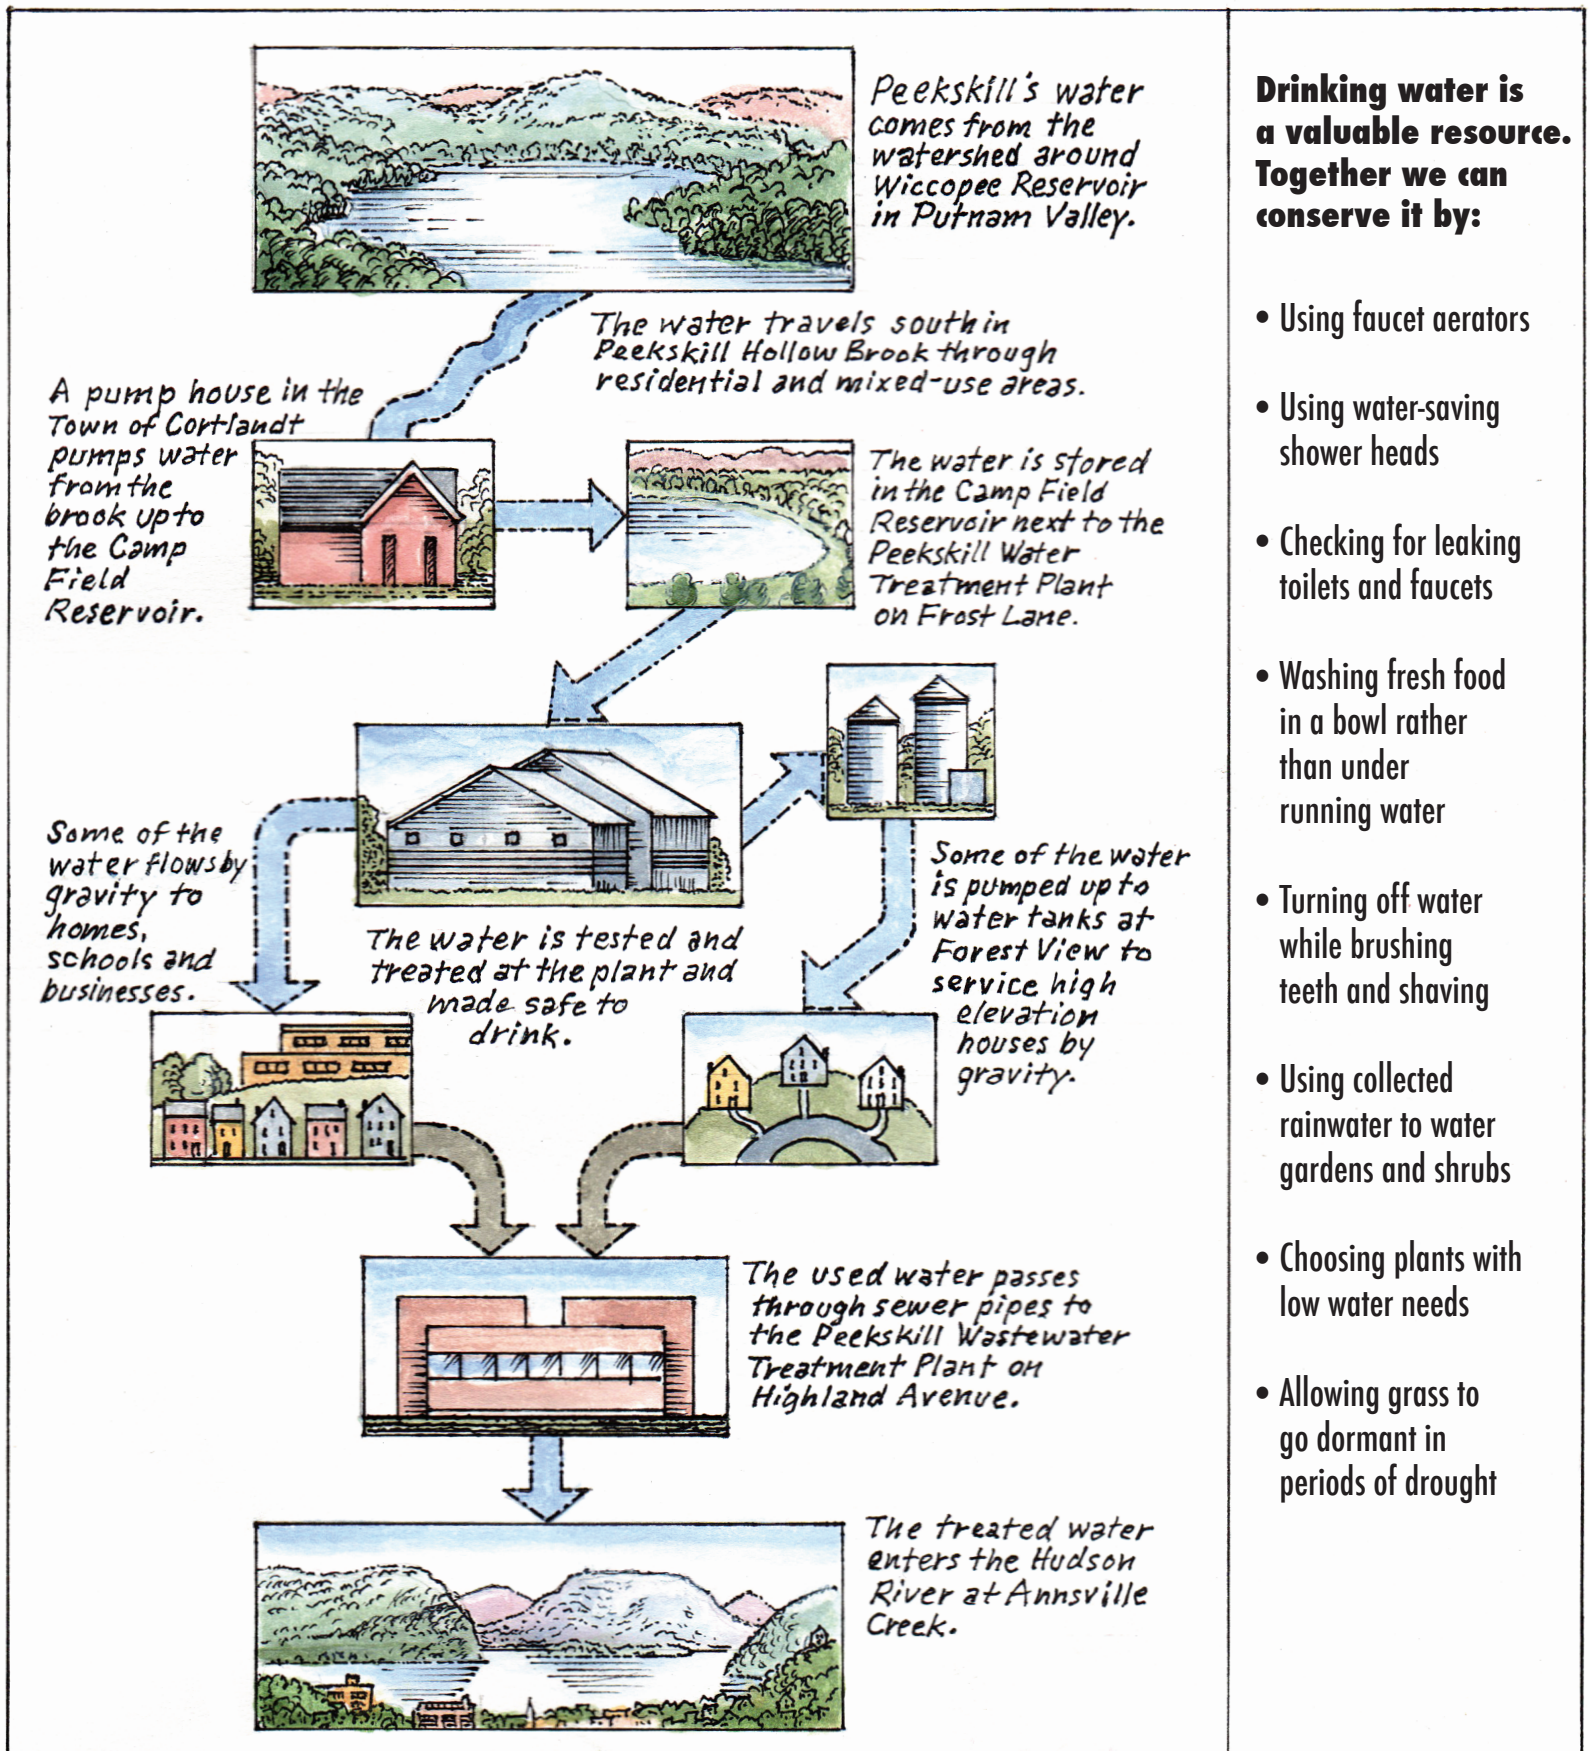 Peekskill's water
comes from the
watershed around
Wiccopee Reservoir
in Putnam Valley.
The water travels south in
Peekskill Hollow Brook through
residential and mixed-use areas.
A pump house in the
Town of Cortlandt
pumps water
from the
brook up to
the Camp
Field
Reservoir.
The water is stored
in the Camp Field
Reservoir next to the
Peekskill Water
Treatment Plant
on Frost Lane.
Some of the
water flows by
gravity to
homes,
schools and
businesses.
The water is tested and
treated at the plant and
made safe to
drink.
Some of the water
is pumped up to
water tanks at
Forest View to
service high
elevation
houses by
gravity.
The used water passes
through sewer pipes to
the Peekskill Wastewater
Treatment Plant on
Highland Avenue.
The treated water
enters the Hudson
River at Annsville
Creek.
Drinking water is
a valuable resource.
Together we can
conserve it by:
• Using faucet aerators
• Using water-saving
shower heads
• Checking for leaking
toilets and faucets
• Washing fresh food
in a bowl rather
than under
running water
• Turning off water
while brushing
teeth and shaving
• Using collected
rainwater to water
gardens and shrubs
• Choosing plants with
low water needs
• Allowing grass to
go dormant in
periods of drought